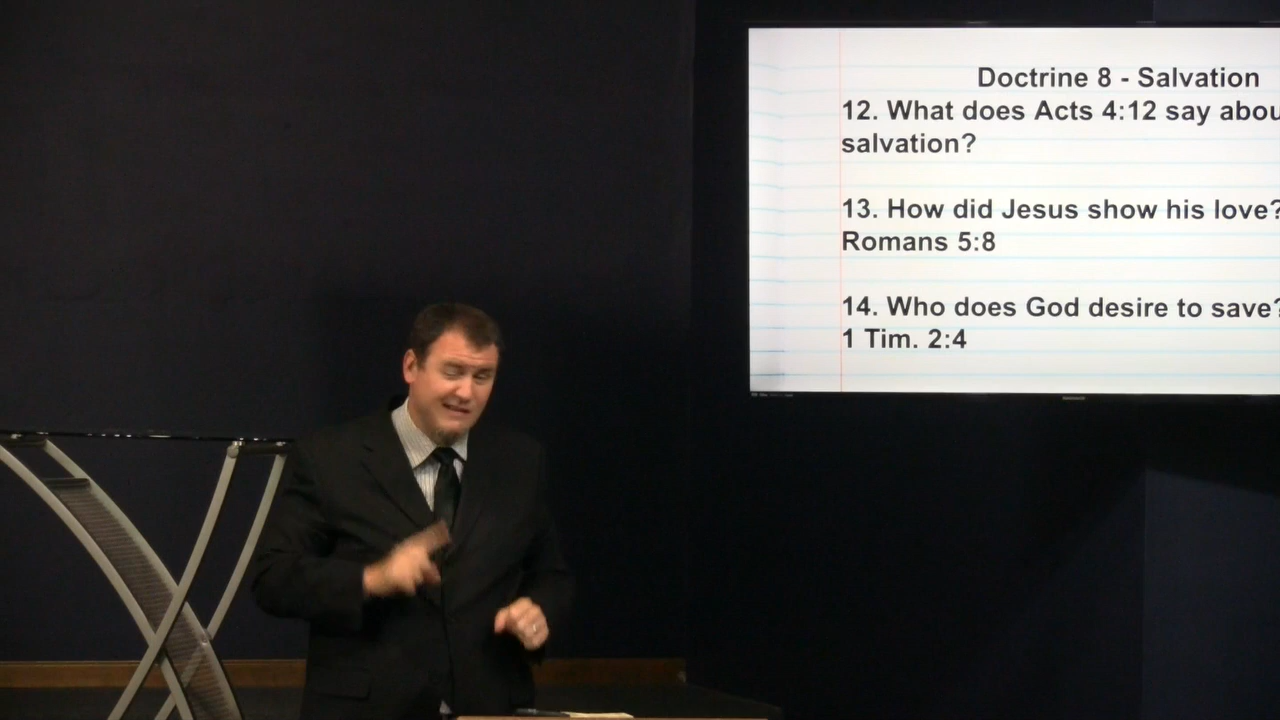 Doctrine 8 - Salvation
12. What does Acts 4:12 say abou
salvation?
13. How did Jesus show his love?
Romans 5:8
14. Who does God desire to save?
1 Tim. 2:4